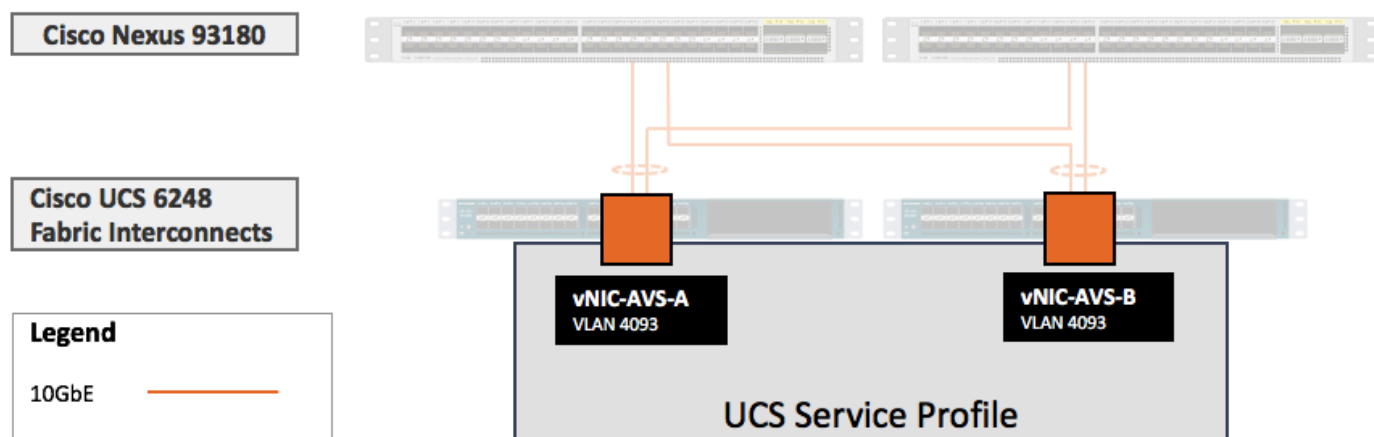 Cisco Nexus 93180
Cisco UCS 6248
Fabric Interconnects
vNIC-AVS-A
VLAN 4093
vNIC-AVS-B
VLAN 4093
Legend
10GbE
UCS Service Profile